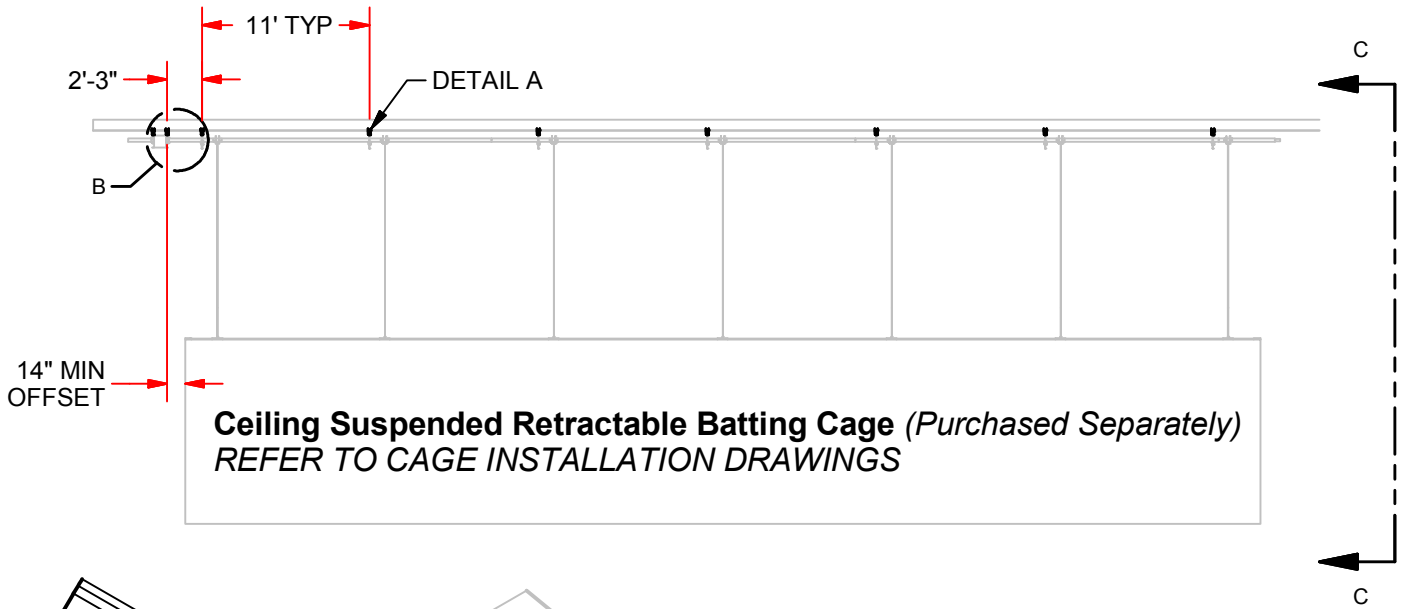 11' TYP
C
2'-3"
DETAIL A
B
14" MIN
OFFSET
Ceiling Suspended Retractable Batting Cage (Purchased Separately)
REFER TO CAGE INSTALLATION DRAWINGS
C